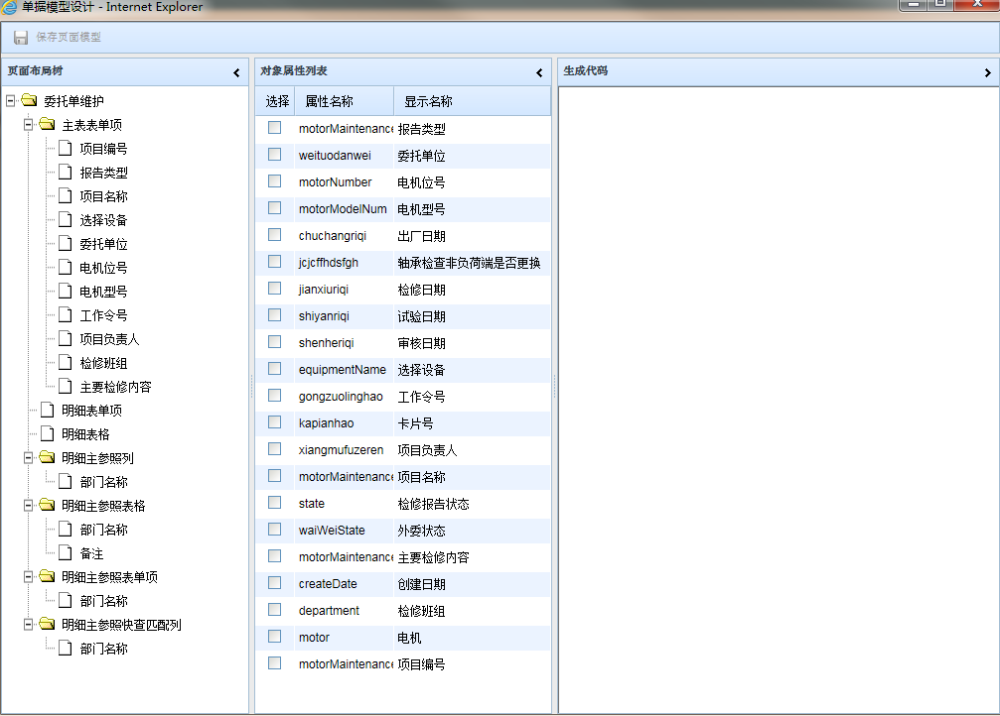 单据模型设计 - Internet Explorer
保存页面模型
页面布局树
委托单维护
主表表单项
项目编号
报告类型
项目名称
选择设备
委托单位
电机位号
电机型号
工作令号
项目负责人
检修班组
主要检修内容
明细表单项
明细表格
明细主参照列
部门名称
明细主参照表格
部门名称
备注
明细主参照表单项
部门名称
明细主参照快查匹配列
部门名称
对象属性列表
选择 属性名称 显示名称
motorMaintenance 报告类型
weituodanwei 委托单位
motorNumber 电机位号
motorModelNum 电机型号
chuchangriqi 出厂日期
jcjcffhdsfgh 轴承检查非负荷端是否更换
jianxiuriqi 检修日期
shiyanriqi 试验日期
shenheriqi 审核日期
equipmentName 选择设备
gongzuolinghao 工作令号
kapianhao 卡片号
xiangmufuzeren 项目负责人
motorMaintenance 项目名称
state 检修报告状态
waiWeiState 外委状态
motorMaintenance 主要检修内容
createDate 创建日期
department 检修班组
motor 电机
motorMaintenance 项目编号
生成代码